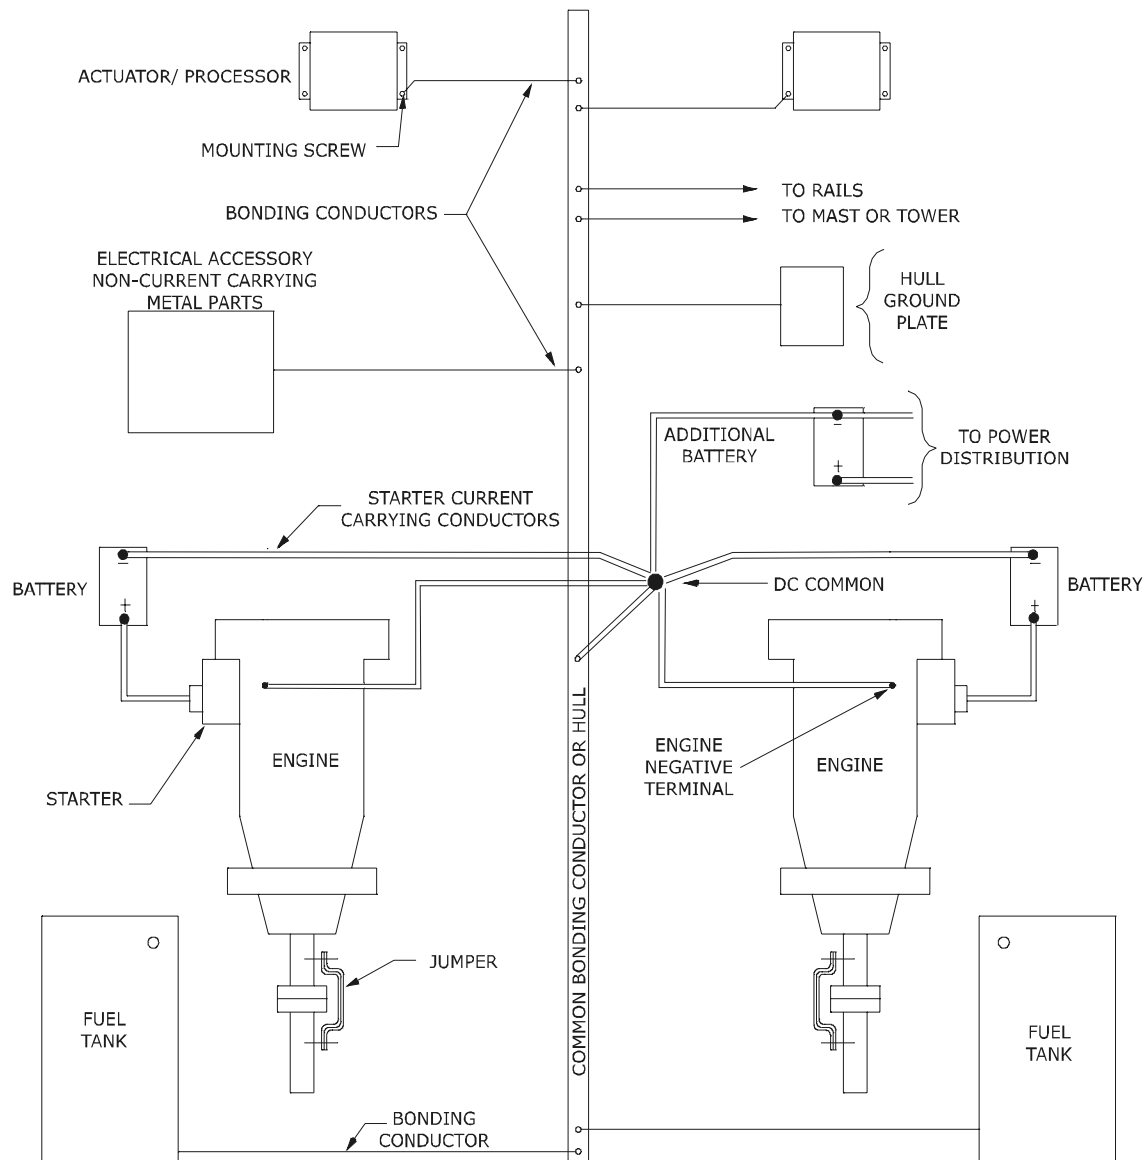 ACTUATOR/ PROCESSOR
MOUNTING SCREW
BONDING CONDUCTORS
TO RAILS
TO MAST OR TOWER
ELECTRICAL ACCESSORY
NON-CURRENT CARRYING
METAL PARTS
HULL
GROUND
PLATE
ADDITIONAL
BATTERY
–
+
TO POWER
DISTRIBUTION
STARTER CURRENT
CARRYING CONDUCTORS
BATTERY
–
+
DC COMMON
–
+
BATTERY
ENGINE
STARTER
ENGINE
NEGATIVE
TERMINAL
ENGINE
COMMON BONDING CONDUCTOR OR HULL
JUMPER
FUEL
TANK
FUEL
TANK
BONDING
CONDUCTOR